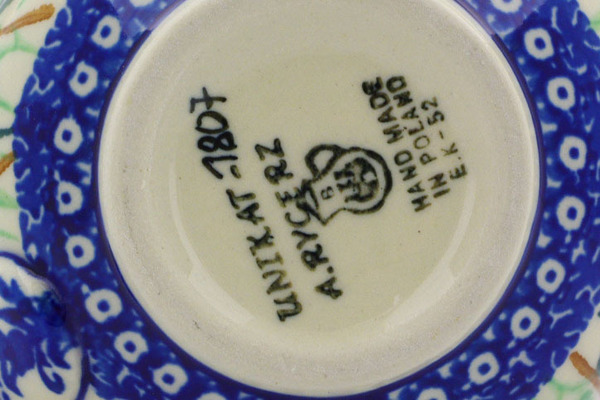 UNIKAT-1807
A.RYCERZ
B
HAND MADE
IN POLAND
E.K-52